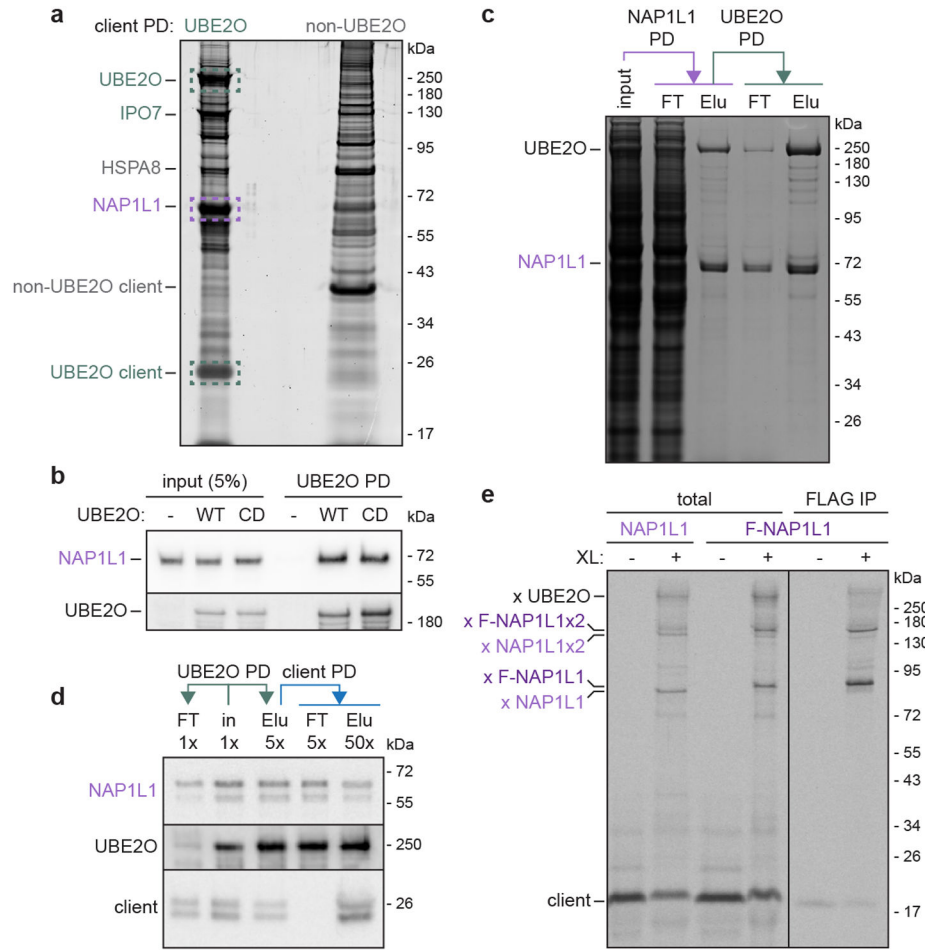 a
client PD: UBE2O non-UBE2O
kDa
UBE2O
IPO7
HSPA8
NAP1L1
non-UBE2O client
UBE2O client
- 250
- 180
- 130
- 95
- 72
- 55
- 43
- 34
- 26
- 17
b
input (5%) UBE2O PD
UBE2O: - WT CD - WT CD kDa
NAP1L1 - 72
- 55
UBE2O - 180
c
NAP1L1 PD UBE2O PD
input FT Elu FT Elu
kDa
UBE2O
NAP1L1
- 250
- 180
- 130
- 95
- 72
- 55
- 43
- 34
- 26
d
UBE2O PD client PD
FT in Elu FT Elu
1x 1x 5x 5x 50x kDa
NAP1L1 - 72
- 55
UBE2O - 250
client - 26
e
total FLAG IP
NAP1L1 F-NAP1L1
XL: - + - + - +
kDa
x UBE2O
x F-NAP1L1x2
x NAP1L1x2
x F-NAP1L1
x NAP1L1
client
- 250
- 180
- 130
- 95
- 72
- 55
- 43
- 34
- 26
- 17